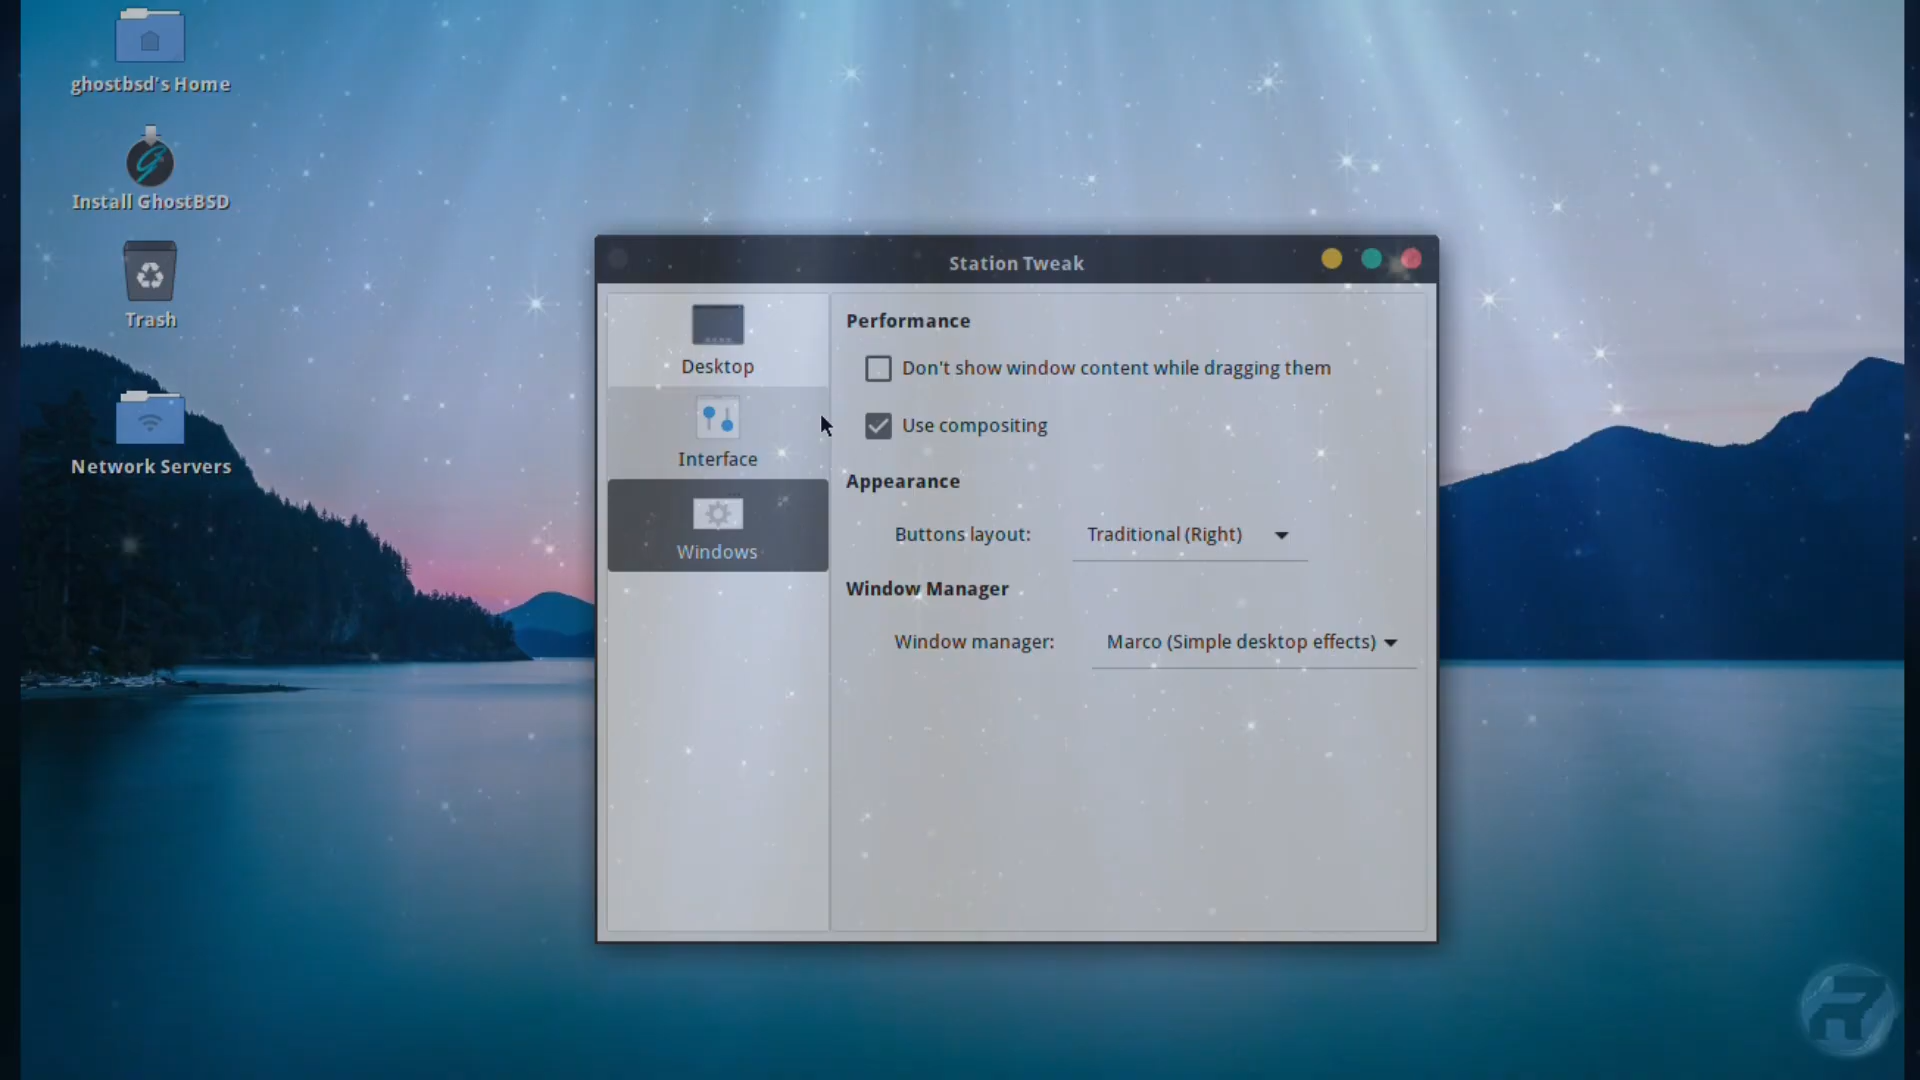 ghostbsd's Home
Install GhostBSD
Trash
Network Servers
Station Tweak
Desktop
Interface
Windows
Performance
Don't show window content while dragging them
Use compositing
Appearance
Buttons layout: Traditional (Right)
Window Manager
Window manager: Marco (Simple desktop effects)